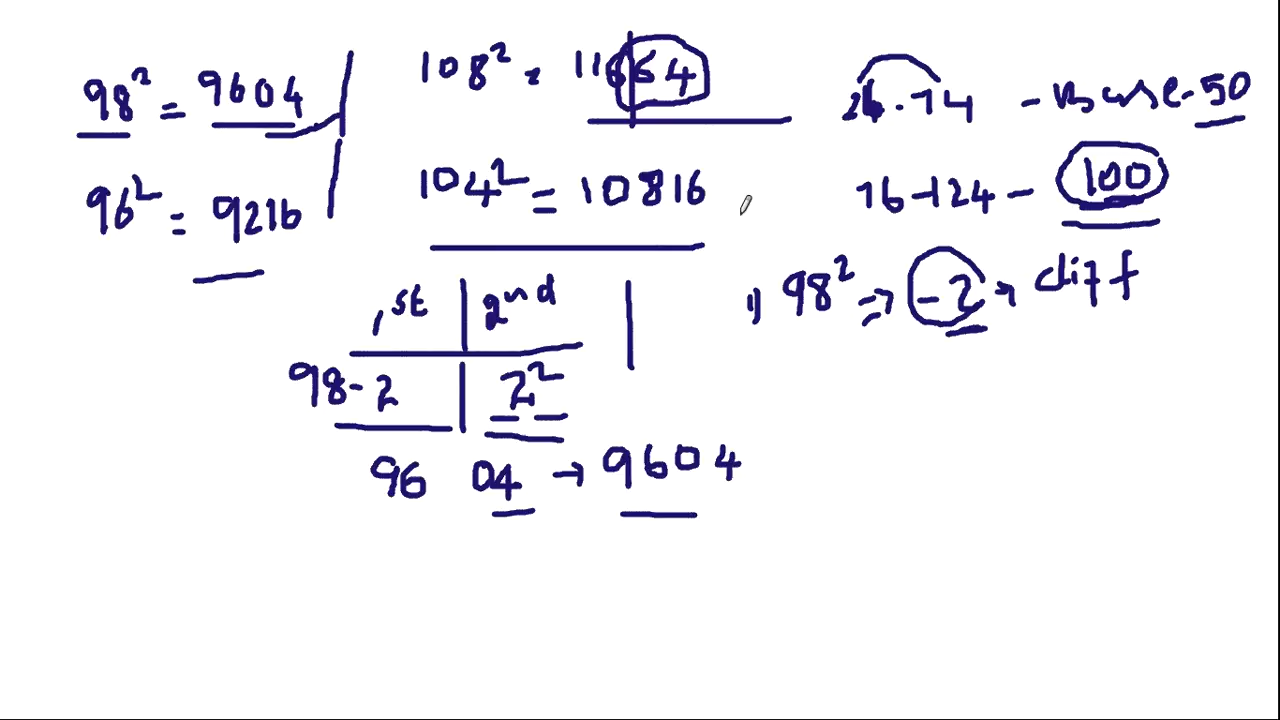 98² = 9604
96² = 9216
108² = 11664
104² = 10816
26-74 - Base-50
76-124 - 100
1) 98² => -2 → diff
1st | 2nd
98-2 | 2²
96 04 → 9604